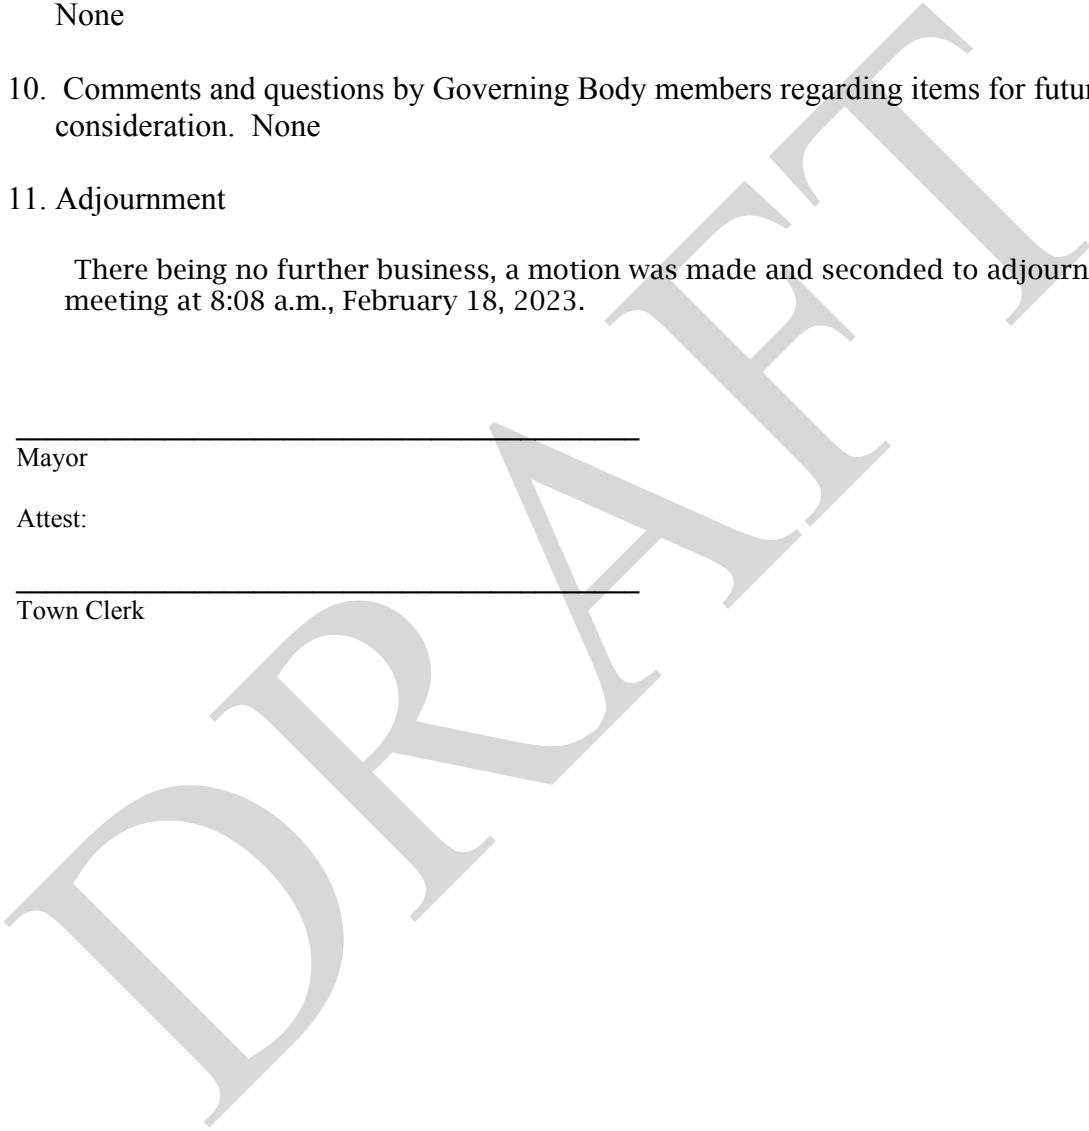 None
10. Comments and questions by Governing Body members regarding items for futur
consideration. None
11. Adjournment
There being no further business, a motion was made and seconded to adjourn
meeting at 8:08 a.m., February 18, 2023.
Mayor
Attest:
Town Clerk
DRAFT